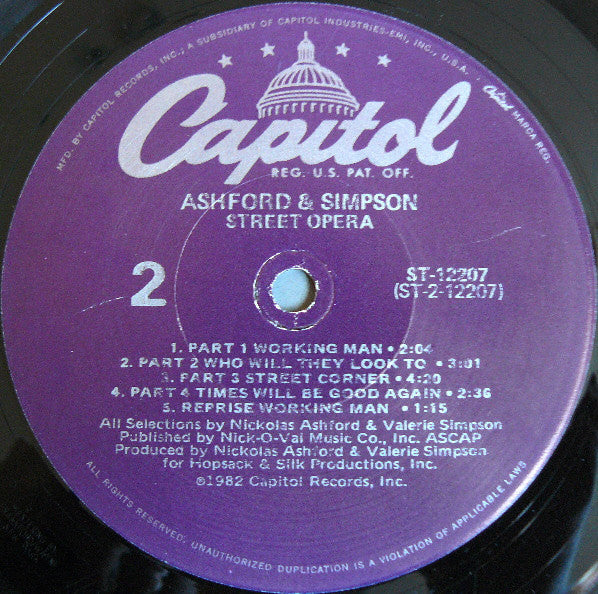 MFD. BY CAPITOL RECORDS, INC., A SUBSIDIARY OF CAPITOL INDUSTRIES-EMI, INC., U.S.A.
Capitol MARCA REG.
Capitol
REG. U.S. PAT. OFF.
ASHFORD & SIMPSON
STREET OPERA
2
ST-12207
(ST-2-12207)
1. PART 1 WORKING MAN • 2:04
2. PART 2 WHO WILL THEY LOOK TO • 3:01
3. PART 3 STREET CORNER • 4:20
4. PART 4 TIMES WILL BE GOOD AGAIN • 2:36
5. REPRISE WORKING MAN • 1:15
All Selections by Nickolas Ashford & Valerie Simpson
Published by Nick-O-Val Music Co., Inc. ASCAP
Produced by Nickolas Ashford & Valerie Simpson
for Hopsack & Silk Productions, Inc.
©1982 Capitol Records, Inc.
ALL RIGHTS RESERVED. UNAUTHORIZED DUPLICATION IS A VIOLATION OF APPLICABLE LAWS